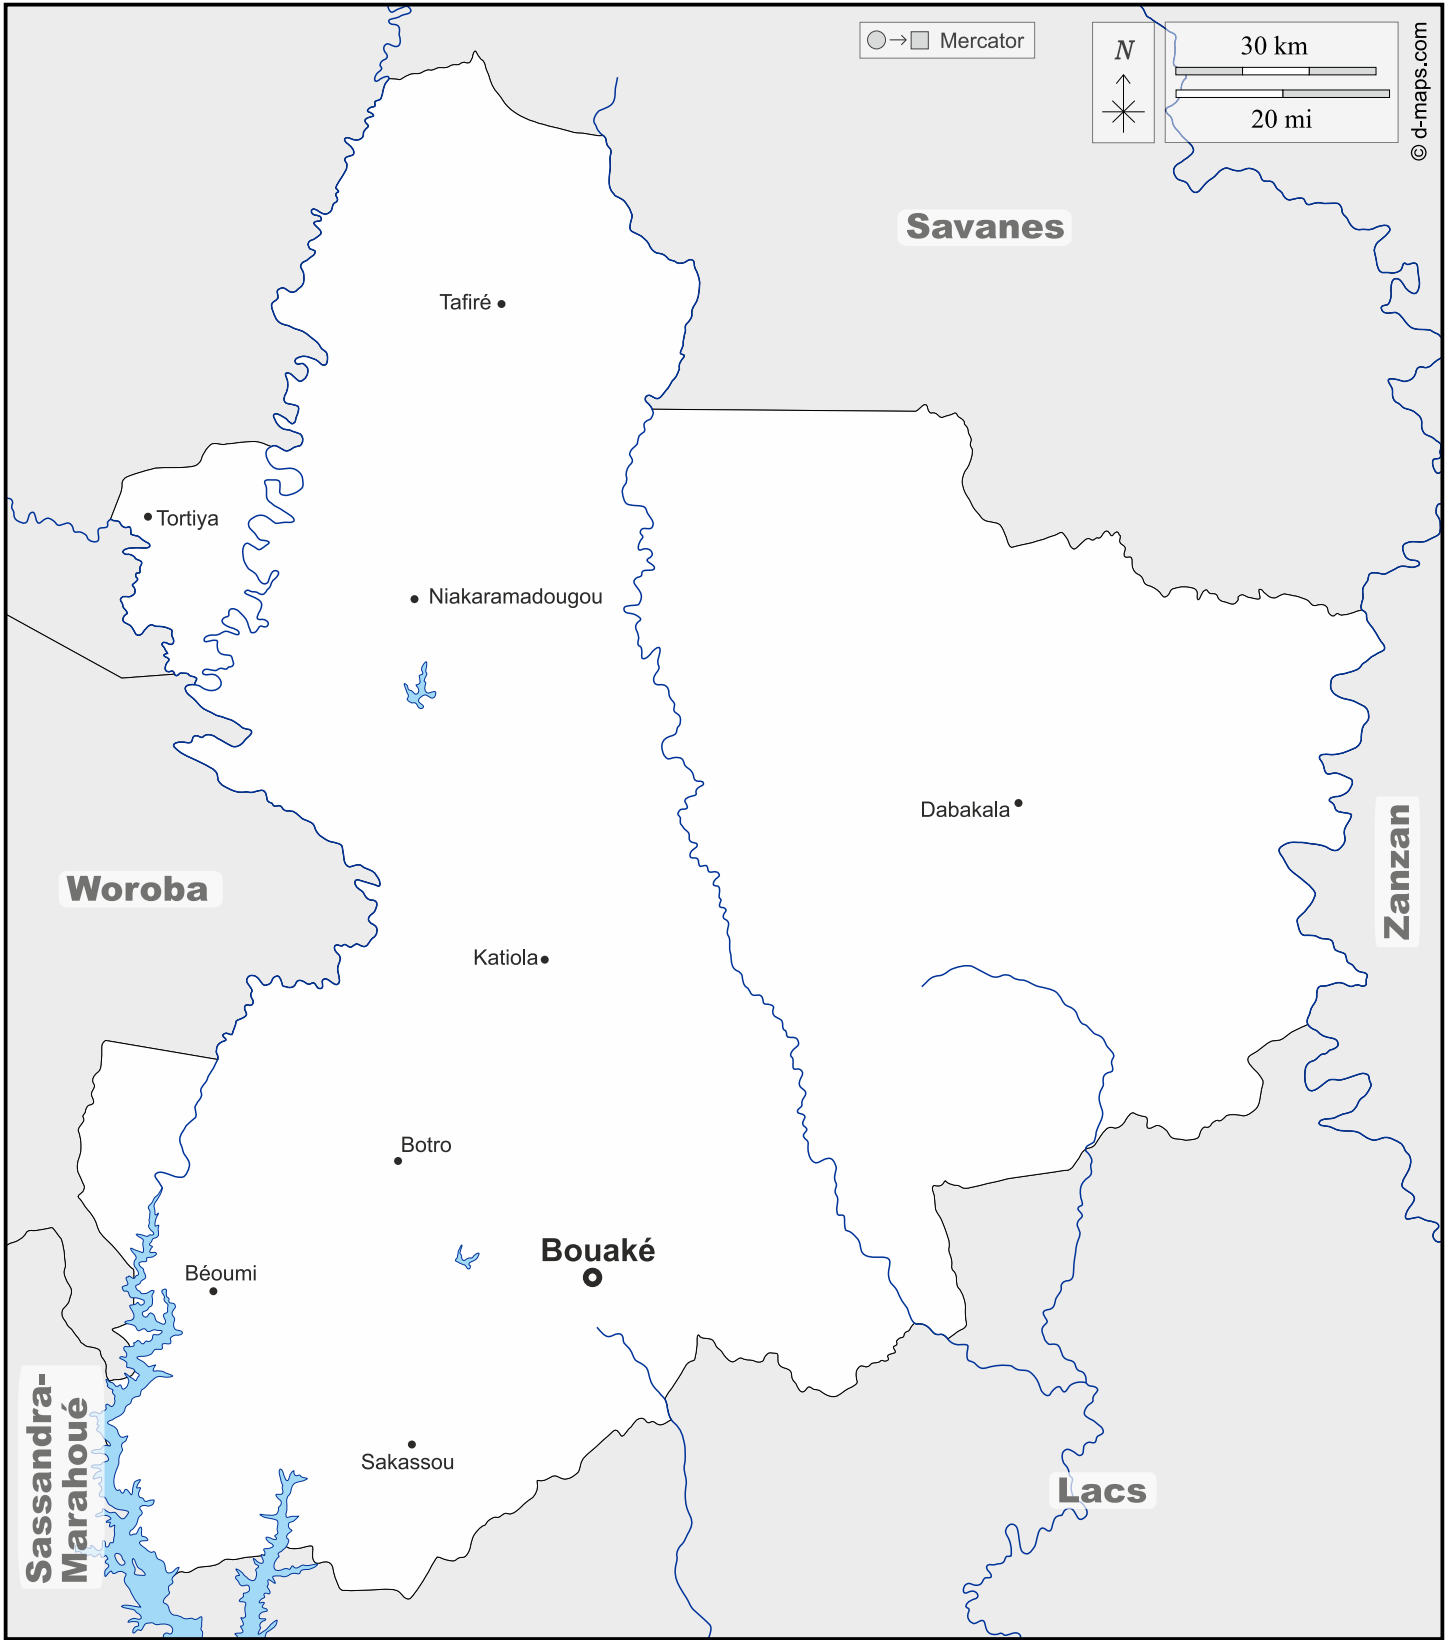 Mercator
N
30 km
20 mi
© d-maps.com
Savanes
Tafiré
Tortiya
Niakaramadougou
Dabakala
Zanzan
Woroba
Katiola
Botro
Bouaké
Béoumi
Sassandra-
Marahoué
Sakassou
Lacs